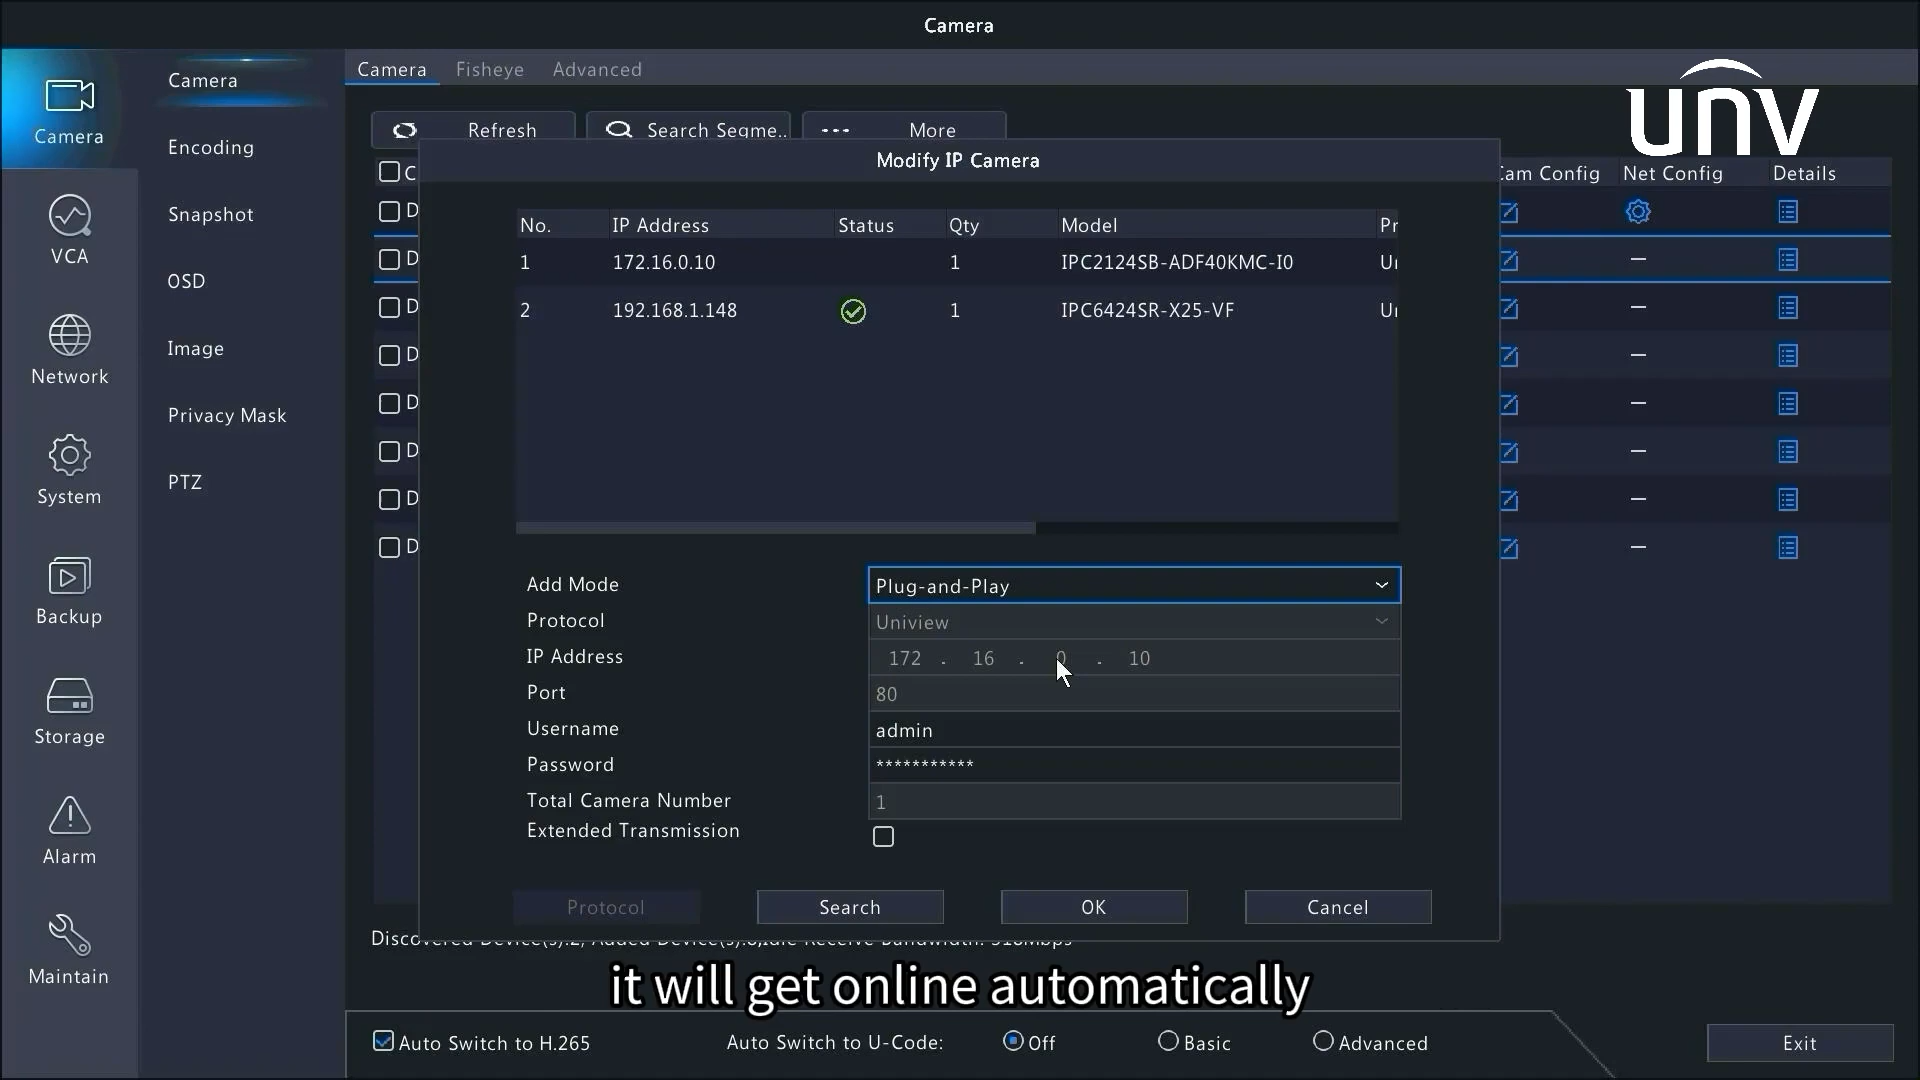 Camera
unv
Camera
VCA
Network
System
Backup
Storage
Alarm
Maintain
Camera
Encoding
Snapshot
OSD
Image
Privacy Mask
PTZ
Camera Fisheye Advanced
Refresh Search Segme.. ... More
Cam Config Net Config Details
Modify IP Camera
No. IP Address Status Qty Model Pr
1 172.16.0.10 1 IPC2124SB-ADF40KMC-I0
2 192.168.1.148 1 IPC6424SR-X25-VF
Add Mode Plug-and-Play
Protocol Uniview
IP Address 172 . 16 . 0 . 10
Port 80
Username admin
Password ***********
Total Camera Number 1
Extended Transmission
Protocol Search OK Cancel
it will get online automatically
Auto Switch to H.265 Auto Switch to U-Code: Off Basic Advanced
Exit